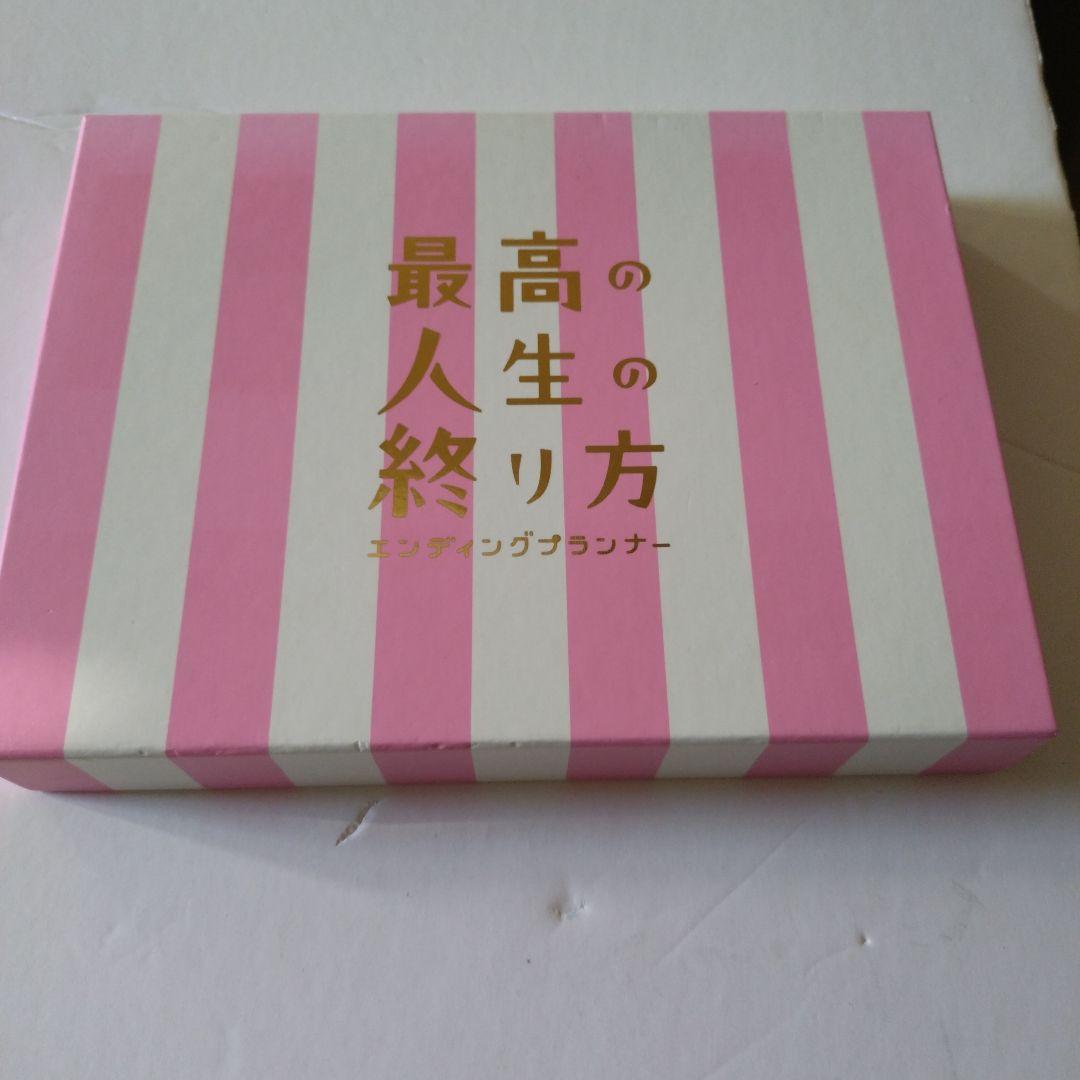 最高の
人生の
終り方
エンディングプランナー